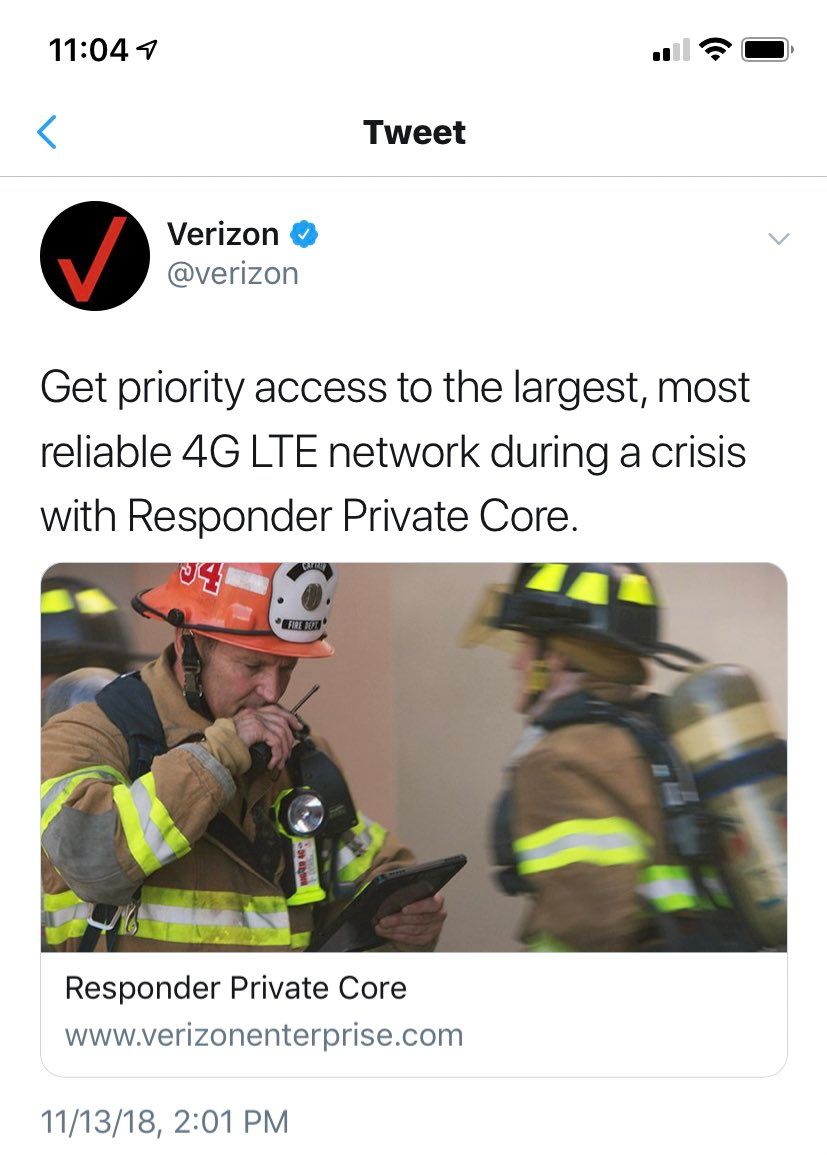 11:04
Tweet
Verizon
@verizon
Get priority access to the largest, most
reliable 4G LTE network during a crisis
with Responder Private Core.
34
CAPTAIN
FIRE DEPT.
Responder Private Core
www.verizonenterprise.com
11/13/18, 2:01 PM